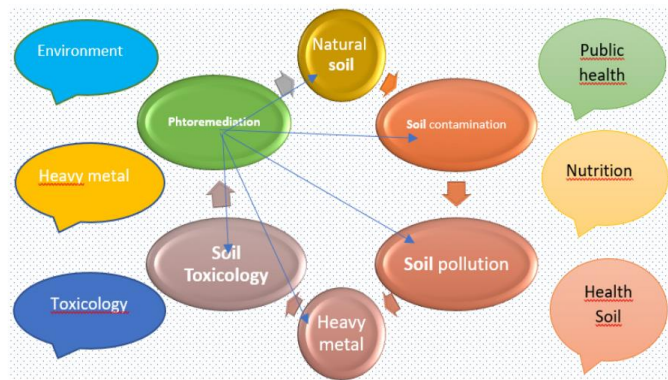 Environment
Natural
soil
Public
health
Phtoremediation
Soil contamination
Heavy metal
Nutrition
Soil
Toxicology
Soil pollution
Toxicology
Heavy
metal
Health
Soil